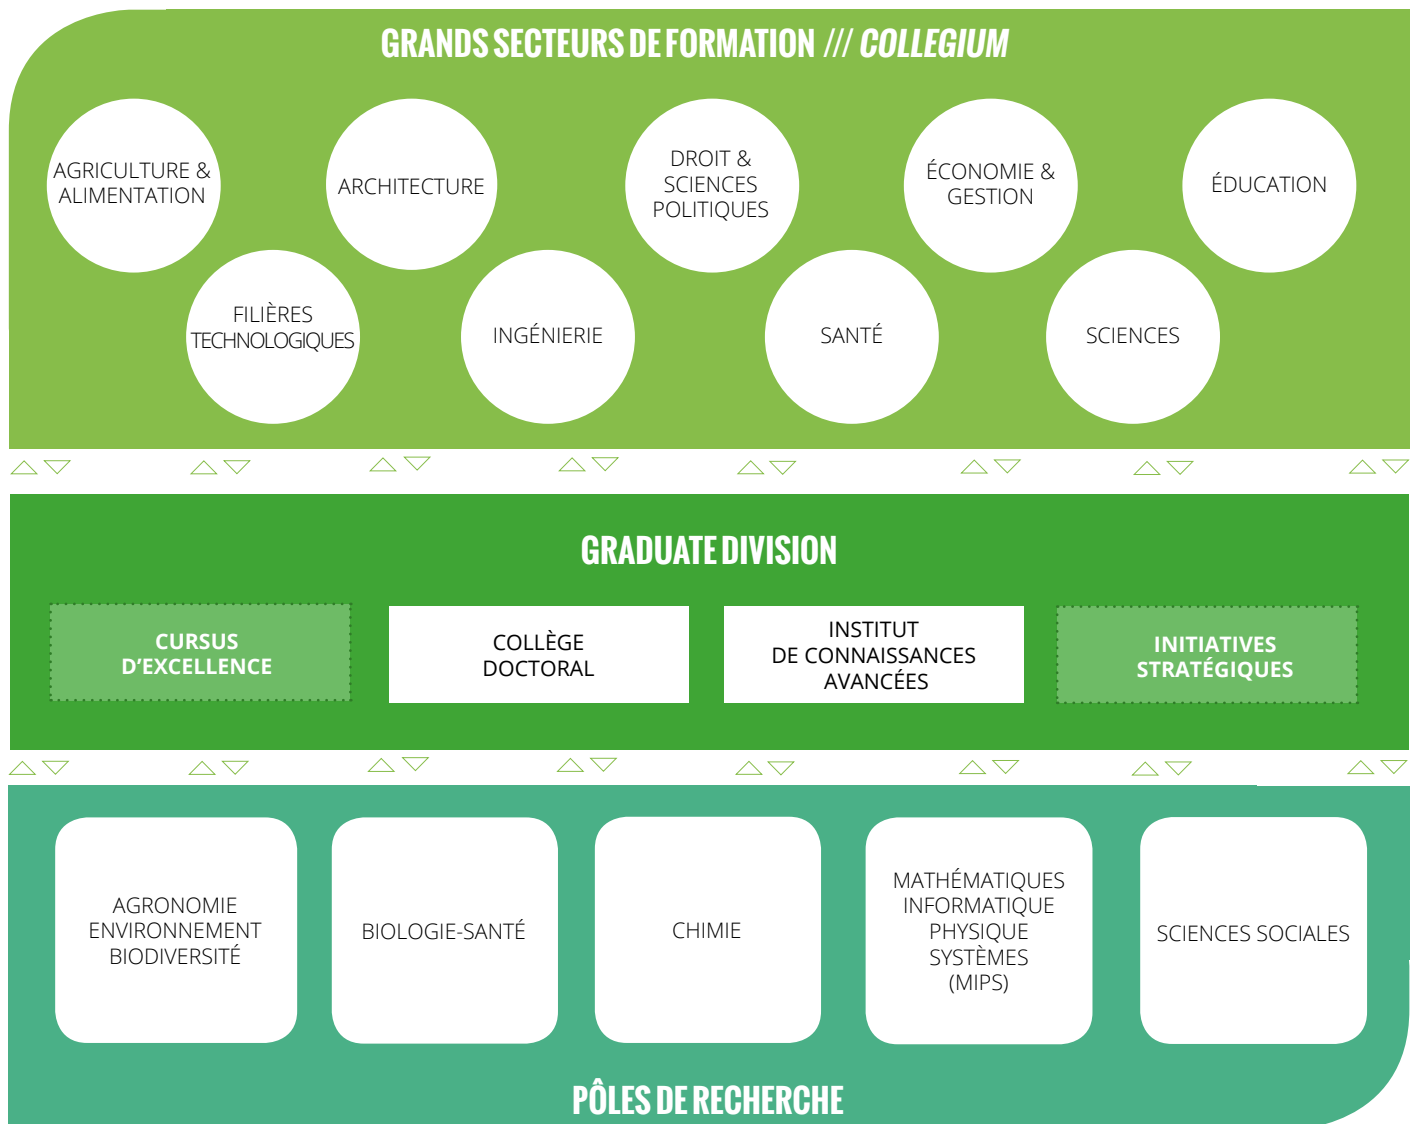 GRANDS SECTEURS DE FORMATION /// COLLEGIUM
AGRICULTURE &
ALIMENTATION
ARCHITECTURE
DROIT &
SCIENCES
POLITIQUES
ÉCONOMIE &
GESTION
ÉDUCATION
FILIÈRES
TECHNOLOGIQUES
INGÉNIERIE
SANTÉ
SCIENCES
GRADUATE DIVISION
CURSUS
D’EXCELLENCE
COLLÈGE
DOCTORAL
INSTITUT
DE CONNAISSANCES
AVANCÉES
INITIATIVES
STRATÉGIQUES
AGRONOMIE
ENVIRONNEMENT
BIODIVERSITÉ
BIOLOGIE-SANTÉ
CHIMIE
MATHÉMATIQUES
INFORMATIQUE
PHYSIQUE
SYSTÈMES
(MIPS)
SCIENCES SOCIALES
PÔLES DE RECHERCHE